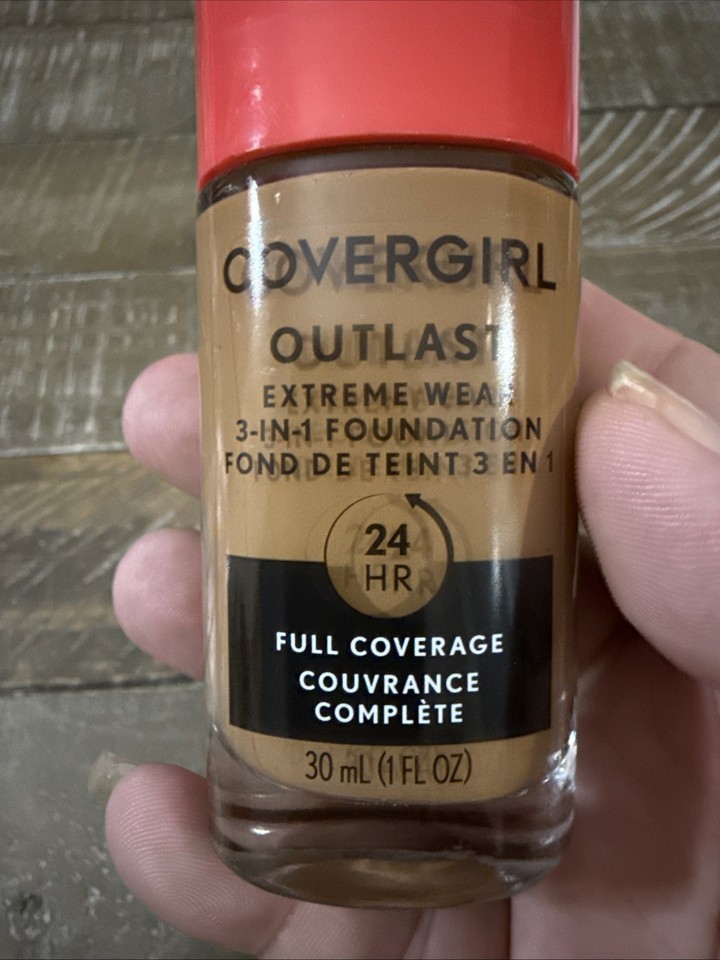 COVERGIRL
OUTLAST
EXTREME WEAR
3-IN-1 FOUNDATION
FOND DE TEINT 3 EN 1
24
HR
FULL COVERAGE
COUVRANCE
COMPLÈTE
30 mL (1 FL OZ)